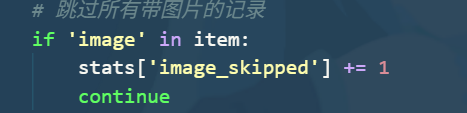 # 跳过所有带图片的记录
if 'image' in item:
    stats['image_skipped'] += 1
    continue